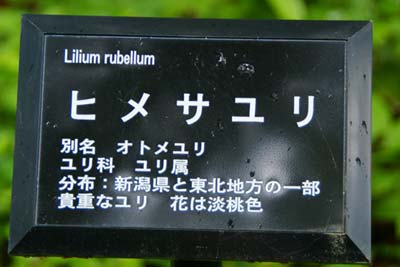 Lilium rubellum
ヒメサユリ
別名　オトメユリ
ユリ科　ユリ属
分布：新潟県と東北地方の一部
貴重なユリ　花は淡桃色